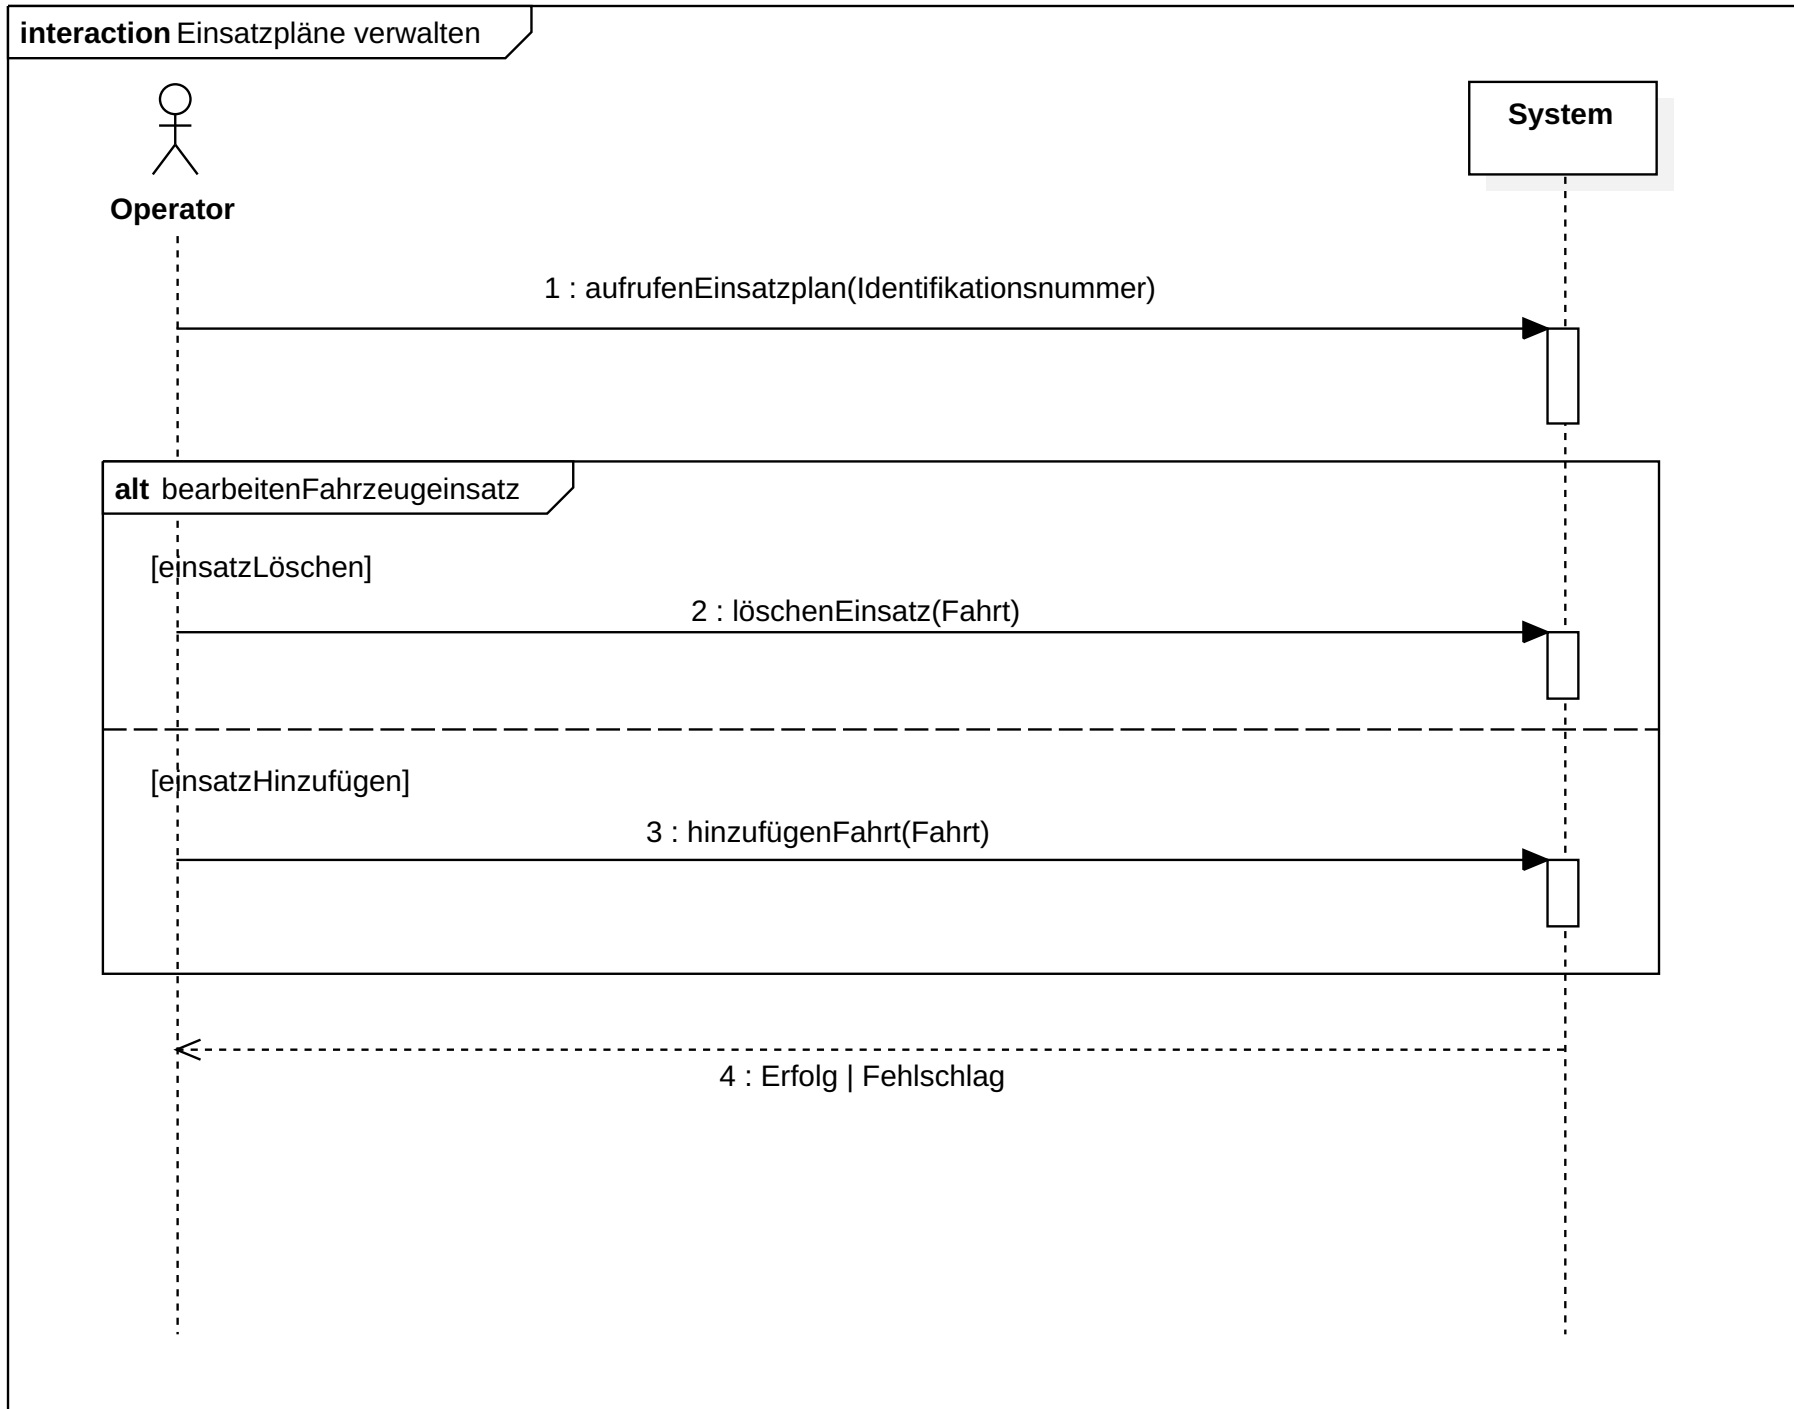 interaction Einsatzpläne verwalten
System
Operator
1 : aufrufenEinsatzplan(Identifikationsnummer)
alt bearbeitenFahrzeugeinsatz
[einsatzLöschen]
2 : löschenEinsatz(Fahrt)
[einsatzHinzufügen]
3 : hinzufügenFahrt(Fahrt)
4 : Erfolg | Fehlschlag